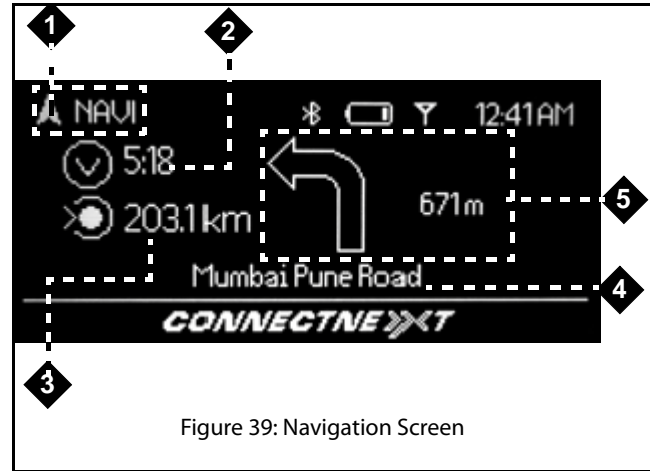 1 2
NAVI 12:41AM
5:18
671m 5
203.1km
Mumbai Pune Road 4
CONNECTNEXT
3
Figure 39: Navigation Screen